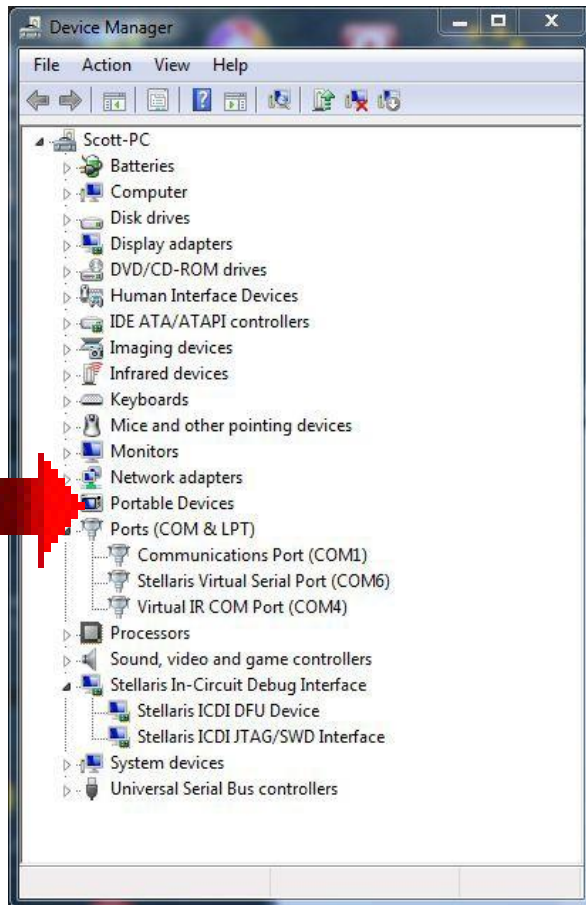 Device Manager
File Action View Help
Scott-PC
Batteries
Computer
Disk drives
Display adapters
DVD/CD-ROM drives
Human Interface Devices
IDE ATA/ATAPI controllers
Imaging devices
Infrared devices
Keyboards
Mice and other pointing devices
Monitors
Network adapters
Portable Devices
Ports (COM & LPT)
Communications Port (COM1)
Stellaris Virtual Serial Port (COM6)
Virtual IR COM Port (COM4)
Processors
Sound, video and game controllers
Stellaris In-Circuit Debug Interface
Stellaris ICDI DFU Device
Stellaris ICDI JTAG/SWD Interface
System devices
Universal Serial Bus controllers